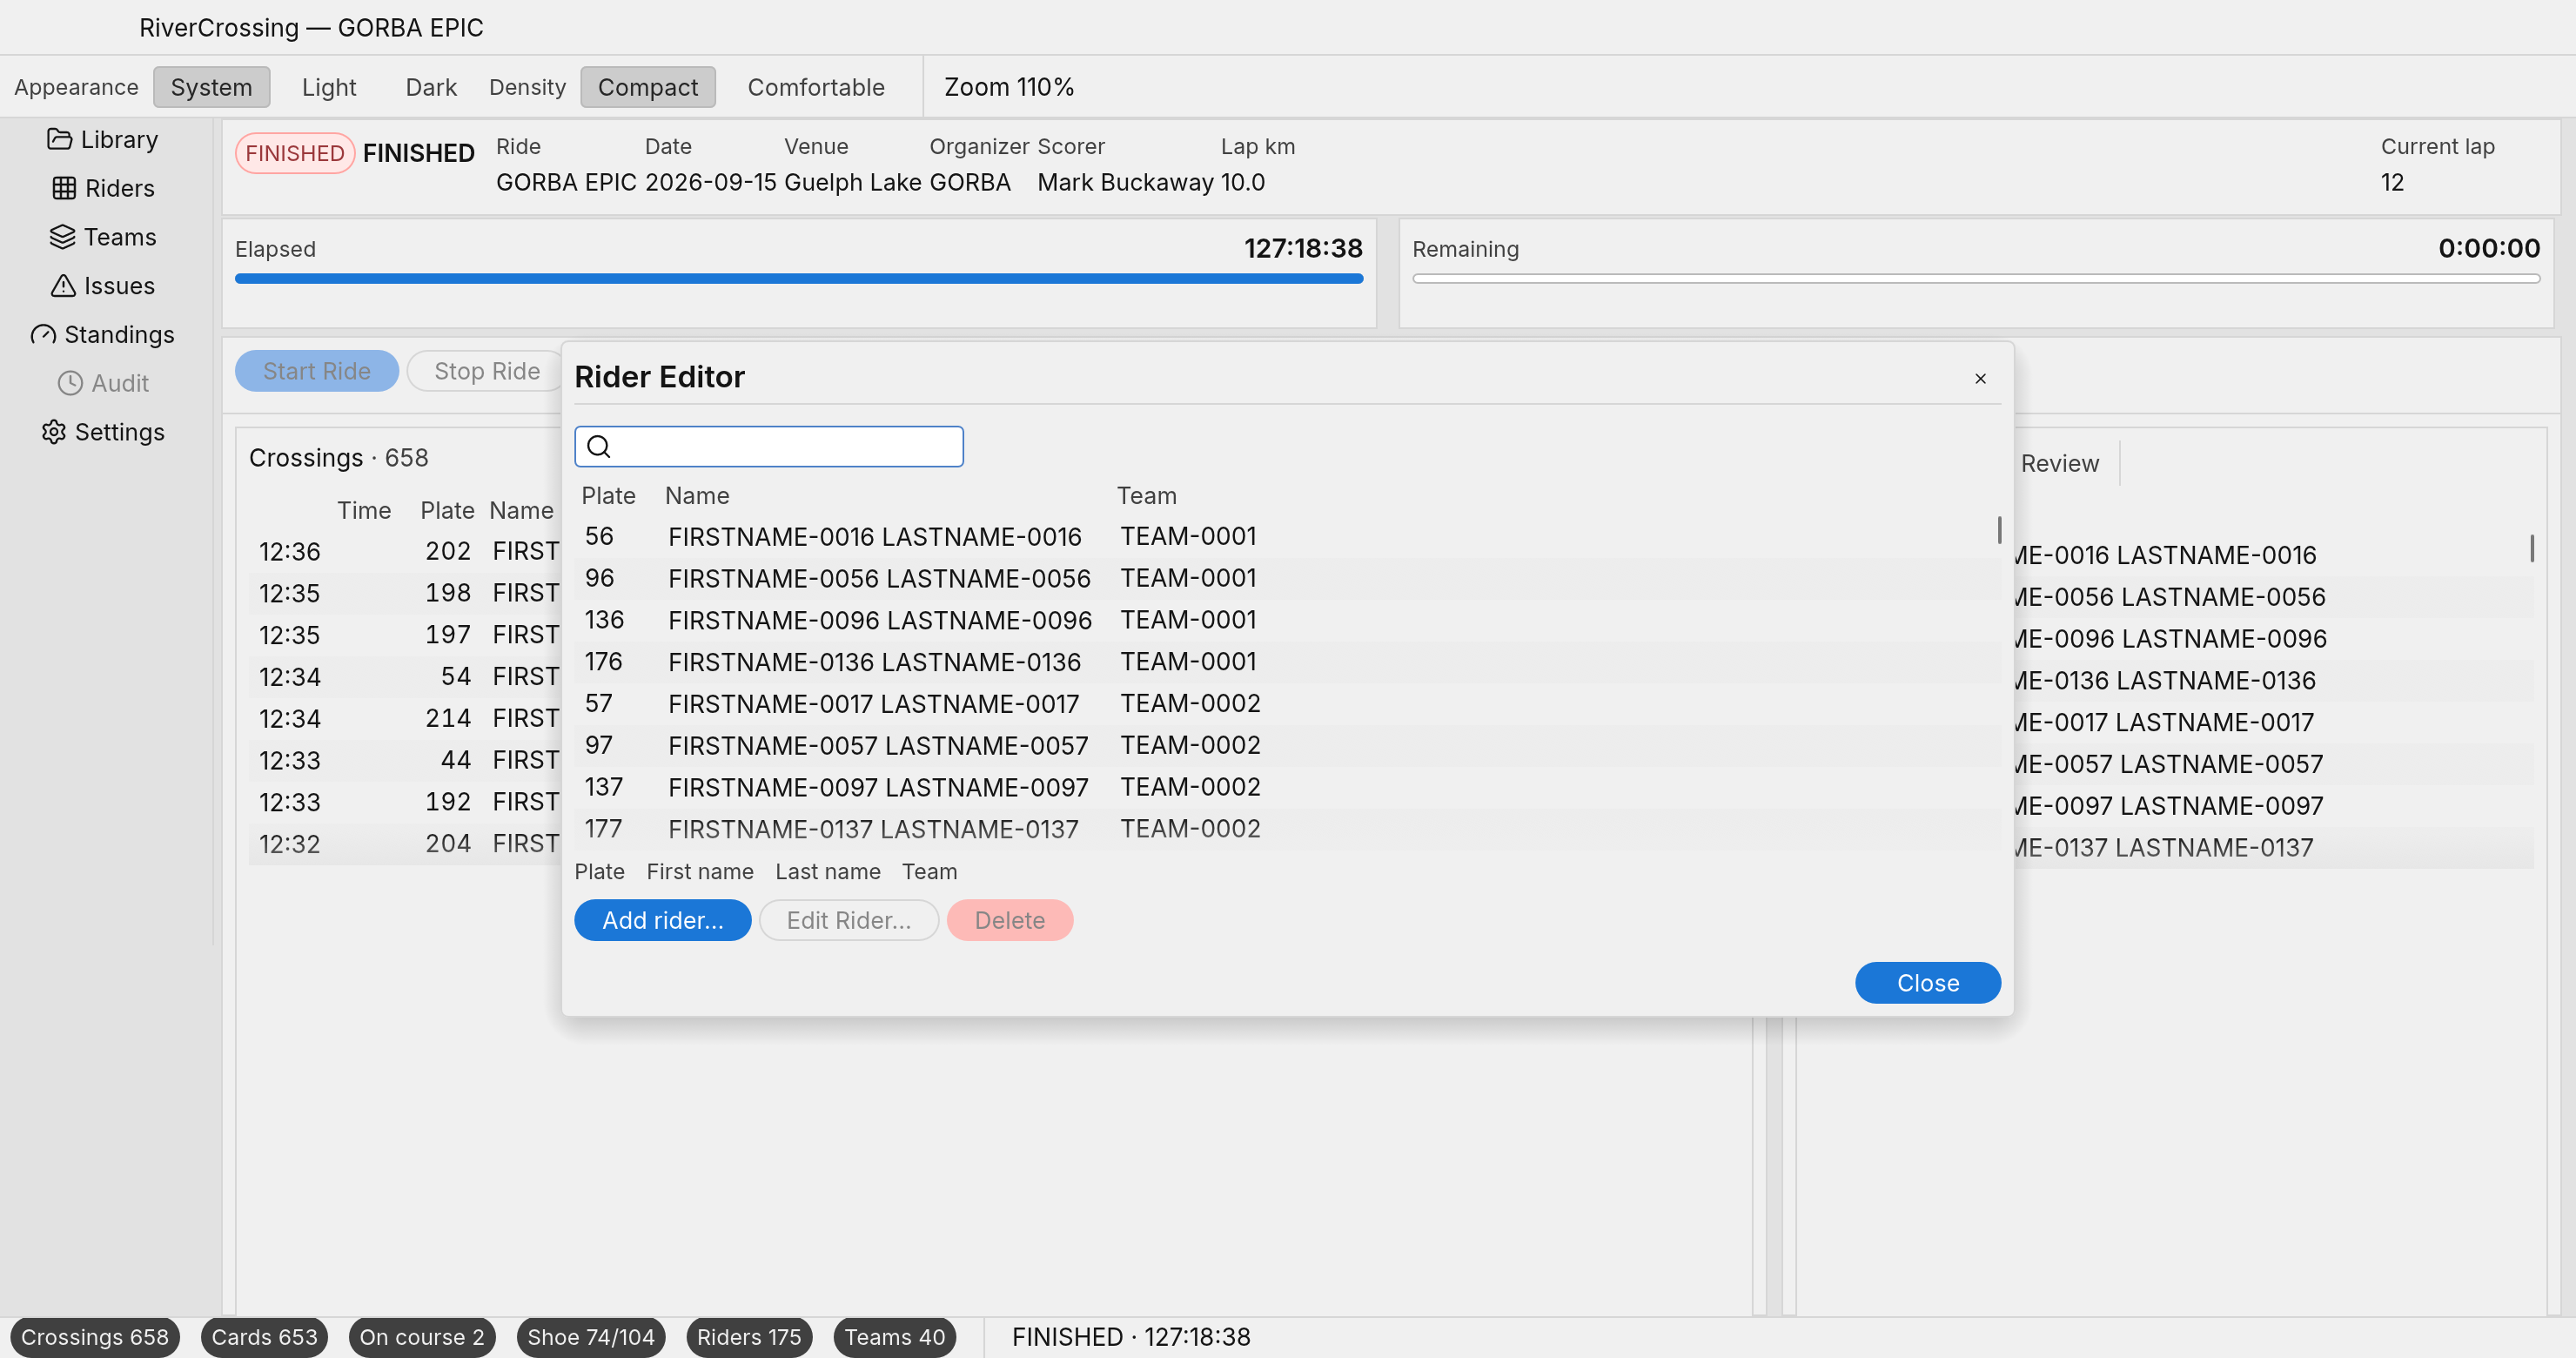 RiverCrossing — GORBA EPIC
Appearance System Light Dark Density Compact Comfortable Zoom 110%
Library
Riders
Teams
Issues
Standings
Audit
Settings
FINISHED FINISHED
Ride Date Venue Organizer Scorer Lap km Current lap
GORBA EPIC 2026-09-15 Guelph Lake GORBA Mark Buckaway 10.0 12
Elapsed 127:18:38
Remaining 0:00:00
Start Ride Stop Ride
Crossings · 658
Time Plate Name
12:36 202 FIRST
12:35 198 FIRST
12:35 197 FIRST
12:34 54 FIRST
12:34 214 FIRST
12:33 44 FIRST
12:33 192 FIRST
12:32 204 FIRST
Rider Editor ×
Plate Name Team
56 FIRSTNAME-0016 LASTNAME-0016 TEAM-0001
96 FIRSTNAME-0056 LASTNAME-0056 TEAM-0001
136 FIRSTNAME-0096 LASTNAME-0096 TEAM-0001
176 FIRSTNAME-0136 LASTNAME-0136 TEAM-0001
57 FIRSTNAME-0017 LASTNAME-0017 TEAM-0002
97 FIRSTNAME-0057 LASTNAME-0057 TEAM-0002
137 FIRSTNAME-0097 LASTNAME-0097 TEAM-0002
177 FIRSTNAME-0137 LASTNAME-0137 TEAM-0002
Plate First name Last name Team
Add rider... Edit Rider... Delete
Close
Review
ME-0016 LASTNAME-0016
ME-0056 LASTNAME-0056
ME-0096 LASTNAME-0096
ME-0136 LASTNAME-0136
ME-0017 LASTNAME-0017
ME-0057 LASTNAME-0057
ME-0097 LASTNAME-0097
ME-0137 LASTNAME-0137
Crossings 658 Cards 653 On course 2 Shoe 74/104 Riders 175 Teams 40 FINISHED · 127:18:38